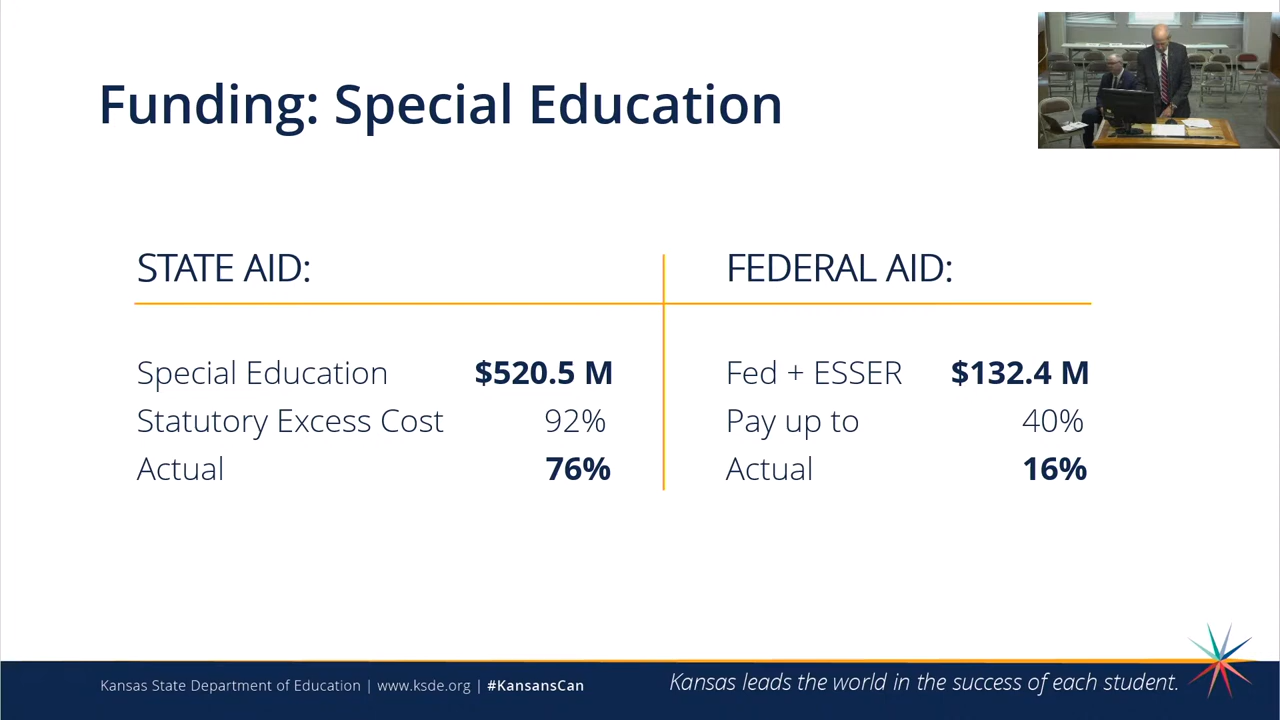 Funding: Special Education
STATE AID:
Special Education $520.5 M
Statutory Excess Cost 92%
Actual 76%
FEDERAL AID:
Fed + ESSER $132.4 M
Pay up to 40%
Actual 16%
Kansas State Department of Education | www.ksde.org | #KansansCan
Kansas leads the world in the success of each student.